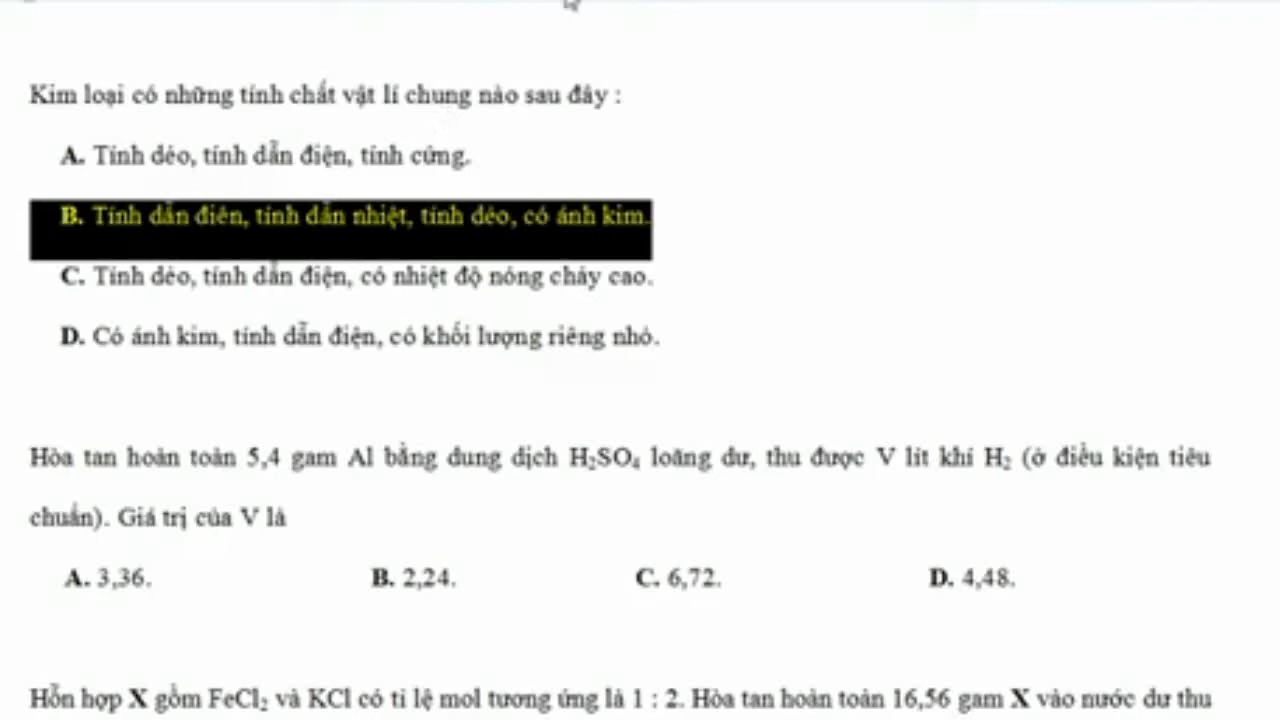 Kim loại có những tính chất vật lí chung nào sau đây :
A. Tính dẻo, tính dẫn điện, tính cứng.
B. Tính dẫn điện, tính dẫn nhiệt, tính dẻo, có ánh kim.
C. Tính dẻo, tính dẫn điện, có nhiệt độ nóng chảy cao.
D. Có ánh kim, tính dẫn điện, có khối lượng riêng nhỏ.
Hòa tan hoàn toàn 5,4 gam Al bằng dung dịch H₂SO₄ loãng dư, thu được V lít khí H₂ (ở điều kiện tiêu
chuẩn). Giá trị của V là
A. 3,36. B. 2,24. C. 6,72. D. 4,48.
Hỗn hợp X gồm FeCl₂ và KCl có tỉ lệ mol tương ứng là 1 : 2. Hòa tan hoàn toàn 16,56 gam X vào nước dư thu